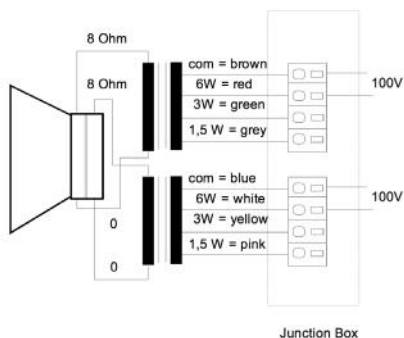 8 Ohm
8 Ohm
0
0
com = brown
6W = red
3W = green
1,5 W = grey
100V
com = blue
6W = white
3W = yellow
1,5 W = pink
100V
Junction Box